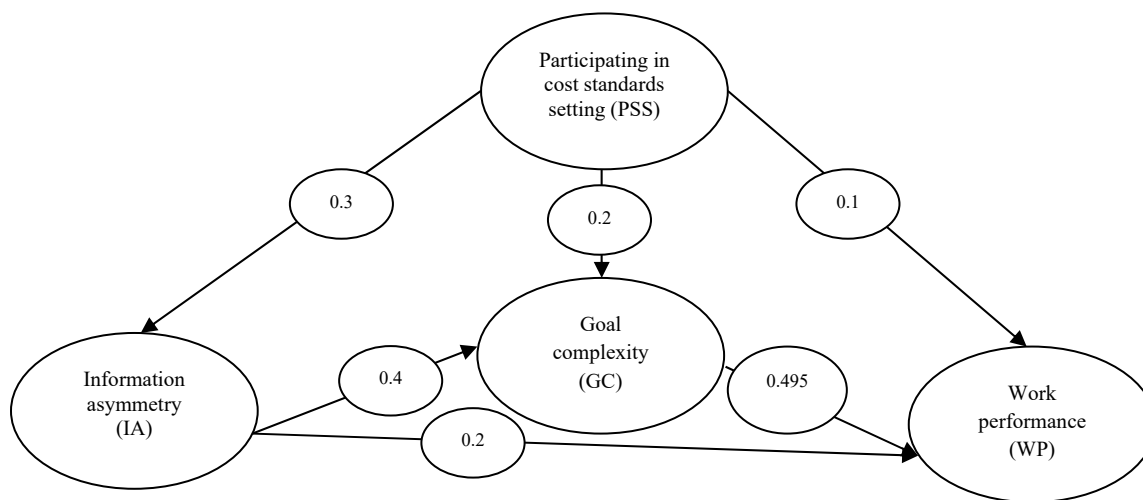 Participating in
cost standards
setting (PSS)
0.3
0.2
0.1
Goal
complexity
(GC)
Information
asymmetry
(IA)
0.4
0.495
Work
performance
(WP)
0.2